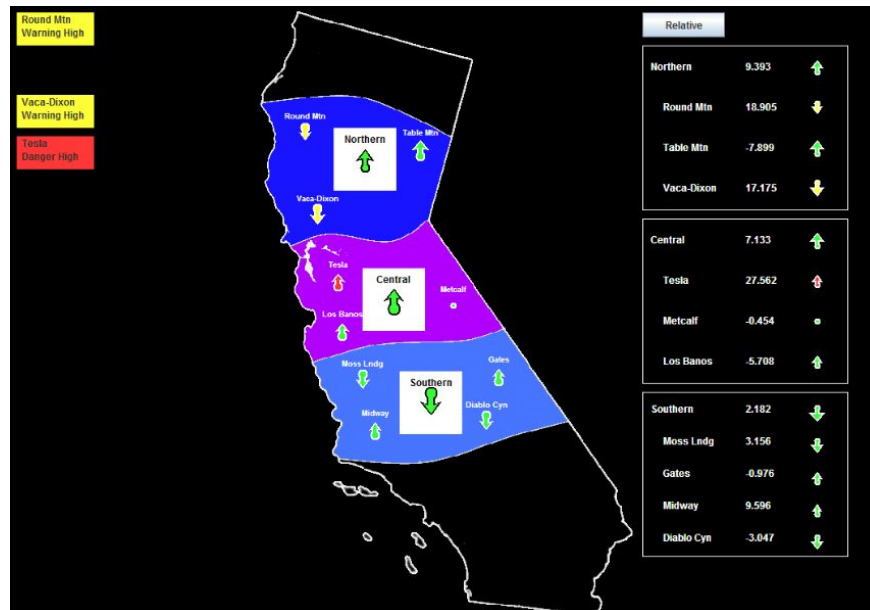 Round Mtn
Warning High
Vaca-Dixon
Warning High
Tesla
Danger High
Round Mtn
Table Mtn
Northern
Vaca-Dixon
Tesla
Central
Metcalf
Los Banos
Moss Lndg
Gates
Southern
Midway
Diablo Cyn
Relative
Northern 9.393
Round Mtn 18.905
Table Mtn -7.899
Vaca-Dixon 17.175
Central 7.133
Tesla 27.562
Metcalf -0.454
Los Banos -5.708
Southern 2.182
Moss Lndg 3.156
Gates -0.976
Midway 9.596
Diablo Cyn -3.047